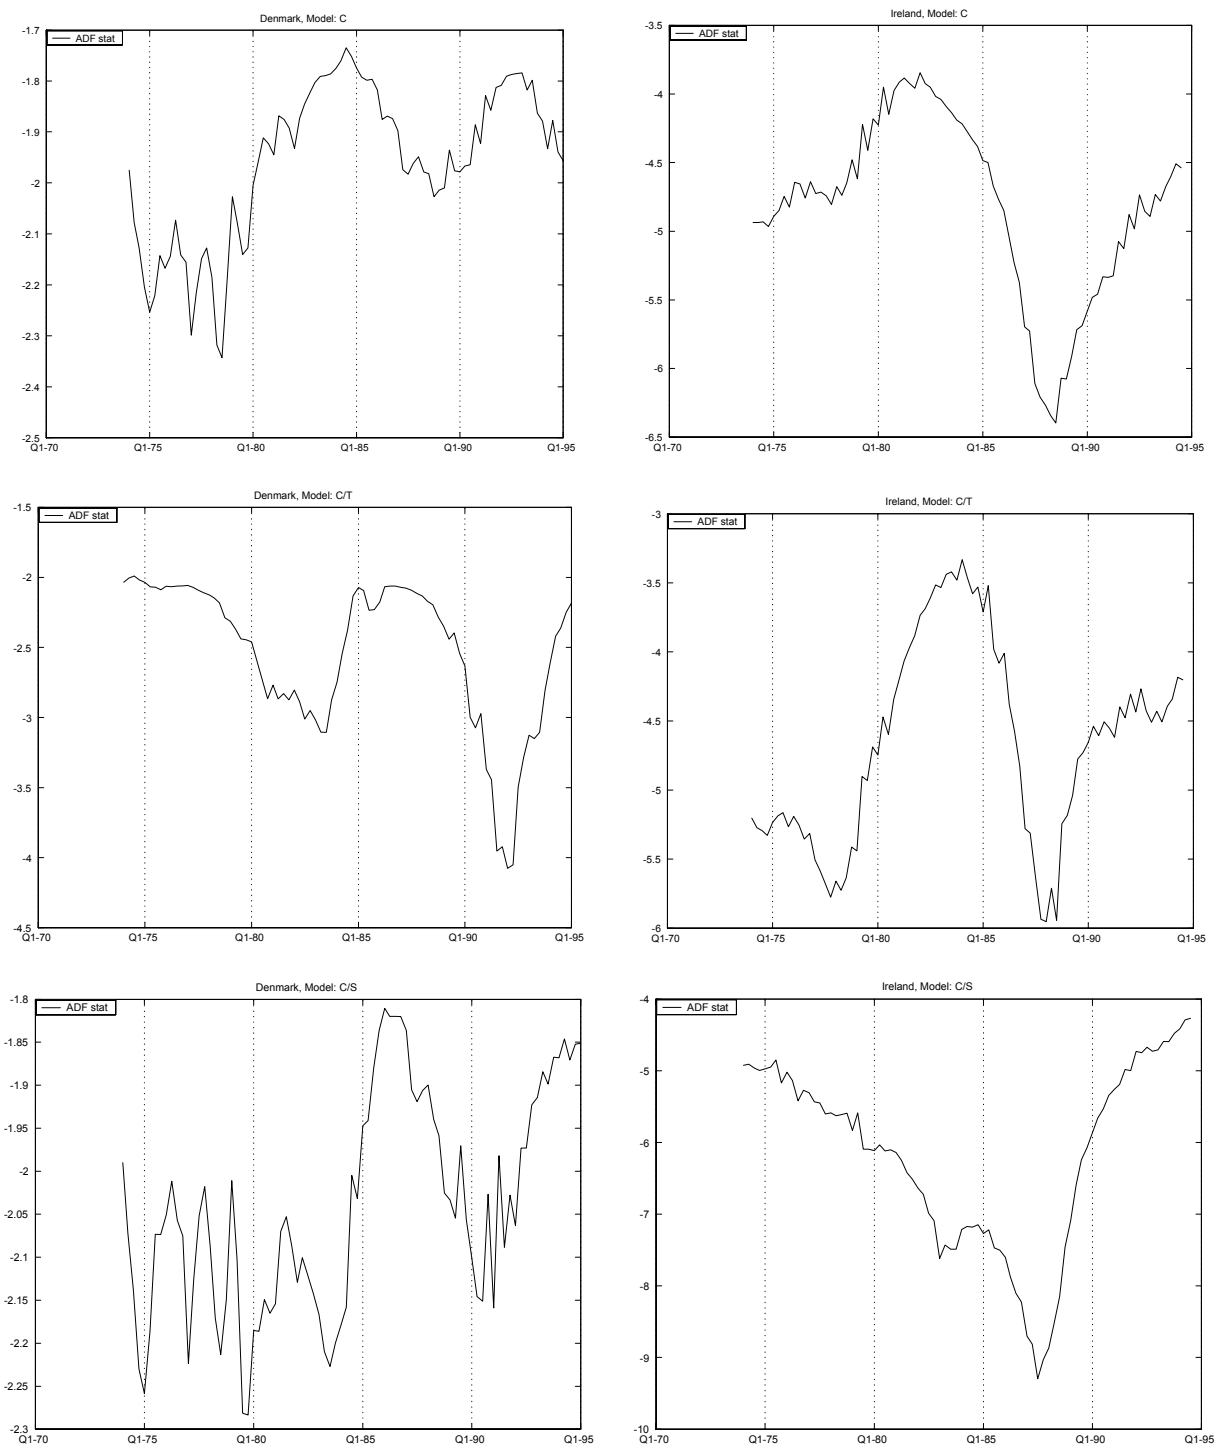 Denmark, Model: C
ADF stat
-1.7
-1.8
-1.9
-2
-2.1
-2.2
-2.3
-2.4
-2.5
Q1-70 Q1-75 Q1-80 Q1-85 Q1-90 Q1-95
Ireland, Model: C
ADF stat
-3.5
-4
-4.5
-5
-5.5
-6
-6.5
Q1-70 Q1-75 Q1-80 Q1-85 Q1-90 Q1-95
Denmark, Model: C/T
ADF stat
-1.5
-2
-2.5
-3
-3.5
-4
-4.5
Q1-70 Q1-75 Q1-80 Q1-85 Q1-90 Q1-95
Ireland, Model: C/T
ADF stat
-3
-3.5
-4
-4.5
-5
-5.5
-6
Q1-70 Q1-75 Q1-80 Q1-85 Q1-90 Q1-95
Denmark, Model: C/S
ADF stat
-1.8
-1.85
-1.9
-1.95
-2
-2.05
-2.1
-2.15
-2.2
-2.25
-2.3
Q1-70 Q1-75 Q1-80 Q1-85 Q1-90 Q1-95
Ireland, Model: C/S
ADF stat
-4
-5
-6
-7
-8
-9
-10
Q1-70 Q1-75 Q1-80 Q1-85 Q1-90 Q1-95